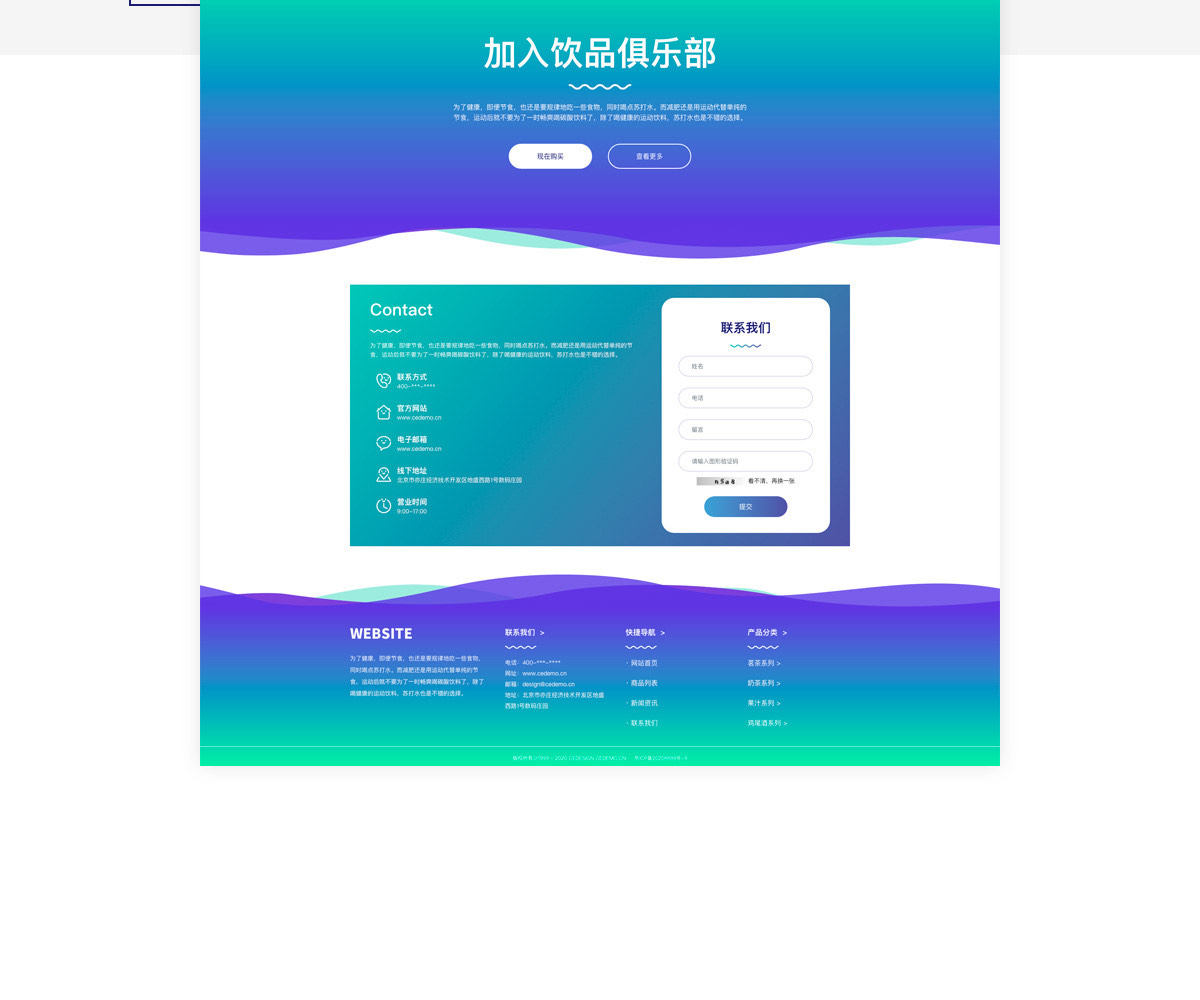 加入饮品俱乐部
为了健康，即便节食，也还是要规律地吃一些食物，同时喝点苏打水。而减肥还是用运动代替单纯的
节食，运动后就不要为了一时畅爽喝碳酸饮料了，除了喝健康的运动饮料，苏打水也是不错的选择。
现在购买
查看更多
Contact
为了健康，即便节食，也还是要规律地吃一些食物，同时喝点苏打水。而减肥还是用运动代替单纯的节
食，运动后就不要为了一时畅爽喝碳酸饮料了，除了喝健康的运动饮料，苏打水也是不错的选择。
联系方式
400-***-****
官方网站
www.cedemo.cn
电子邮箱
www.cedemo.cn
线下地址
北京市亦庄经济技术开发区地盛西路1号数码庄园
营业时间
9:00-17:00
联系我们
姓名
电话
留言
请输入图形验证码
n5a8 看不清，再换一张
提交
WEBSITE
为了健康，即便节食，也还是要规律地吃一些食物，
同时喝点苏打水。而减肥还是用运动代替单纯的节
食，运动后就不要为了一时畅爽喝碳酸饮料了，除了
喝健康的运动饮料，苏打水也是不错的选择。
联系我们 >
电话：400-***-****
网址：www.cedemo.cn
邮箱：design@cedemo.cn
地址：北京市亦庄经济技术开发区地盛
西路1号数码庄园
快捷导航 >
· 网站首页
· 商品列表
· 新闻资讯
· 联系我们
产品分类 >
茗茶系列 >
奶茶系列 >
果汁系列 >
鸡尾酒系列 >